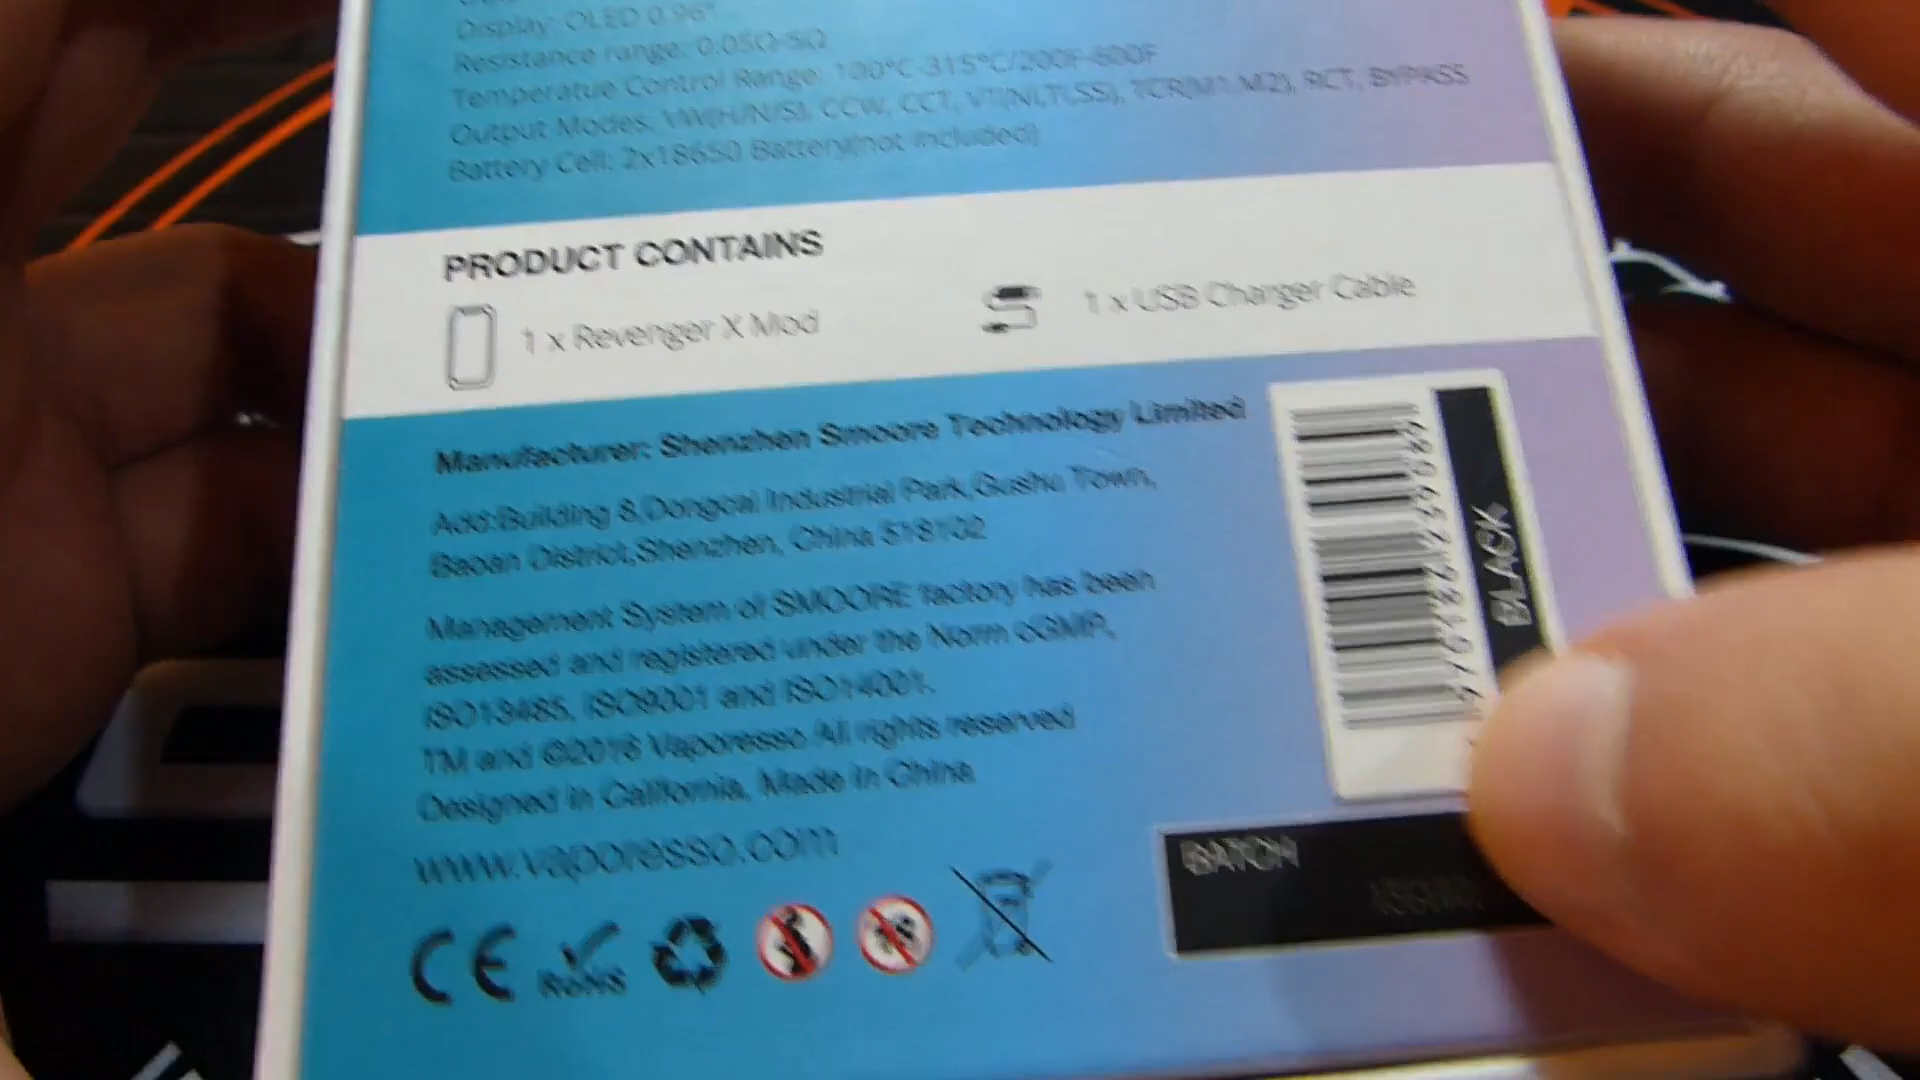 Display: OLED 0.96"
Resistance range: 0.05Ω-5Ω
Temperatue Control Range: 100°C-315°C/200F-600F
Output Modes: VW(H/N/S), CCW, CCT, VT(NI,TI,SS), TCR(M1,M2), RCT, BYPASS
Battery Cell: 2x18650 Battery(not included)
PRODUCT CONTAINS
1 x Revenger X Mod
1 x USB Charger Cable
Manufacturer: Shenzhen Smoore Technology Limited
Add:Building 8,Dongcai Industrial Park,Gushu Town,
Baoan District,Shenzhen, China 518102
Management System of SMOORE factory has been
assessed and registered under the Norm cGMP,
ISO13485, ISO9001 and ISO14001.
TM and ©2016 Vaporesso All rights reserved
Designed in California, Made in China
www.vaporesso.com
CE
RoHS
BLACK
BATCH